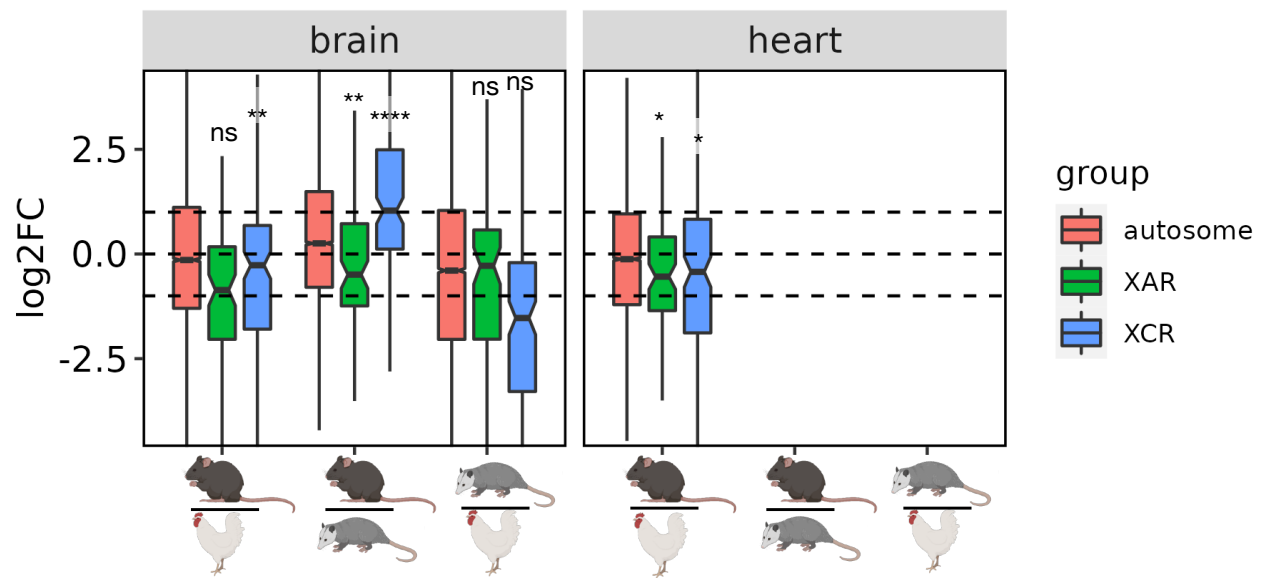 brain
heart
log2FC
2.5
0.0
-2.5
ns
**
**
****
ns
ns
*
*
group
autosome
XAR
XCR